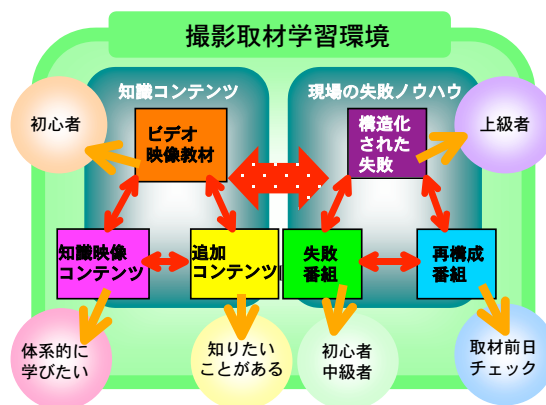 撮影取材学習環境
知識コンテンツ
現場の失敗ノウハウ
初心者
ビデオ
映像教材
構造化
された
失敗
上級者
知識映像
コンテンツ
追加
コンテンツ
失敗
番組
再構成
番組
体系的に
学びたい
知りたい
ことがある
初心者
中級者
取材前日
チェック